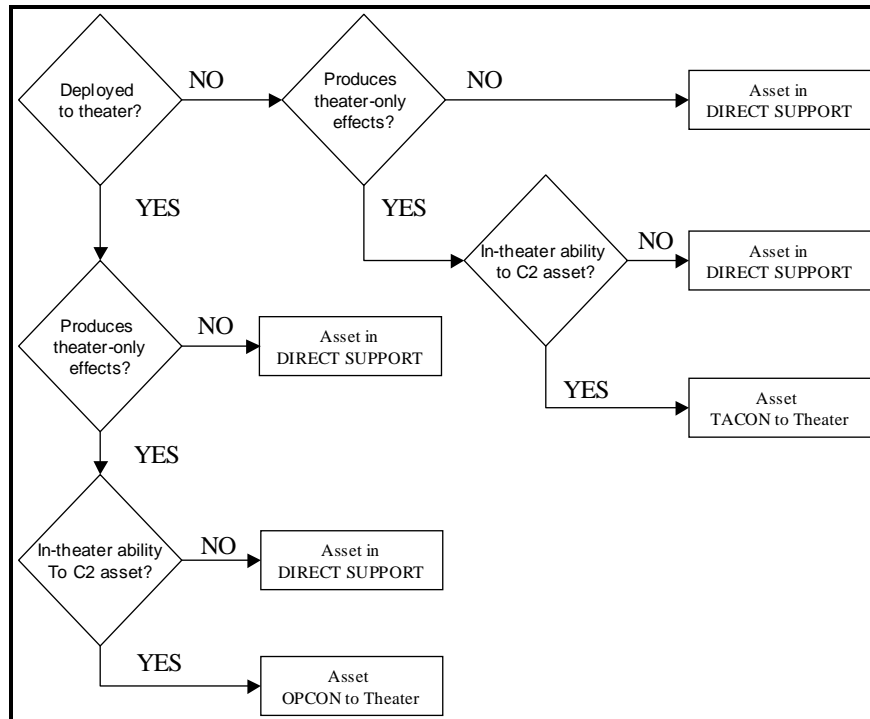 Deployed
to theater?
NO
Produces
theater-only
effects?
NO
Asset in
DIRECT SUPPORT
YES
YES
In-theater ability
to C2 asset?
NO
Asset in
DIRECT SUPPORT
Produces
theater-only
effects?
NO
Asset in
DIRECT SUPPORT
YES
Asset
TACON to Theater
YES
In-theater ability
To C2 asset?
NO
Asset in
DIRECT SUPPORT
YES
Asset
OPCON to Theater